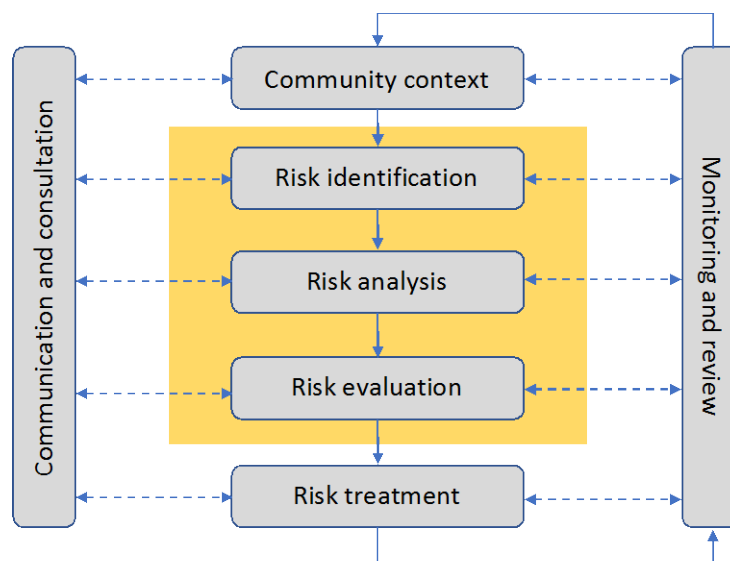 Communication and consultation
Community context
Risk identification
Risk analysis
Risk evaluation
Risk treatment
Monitoring and review